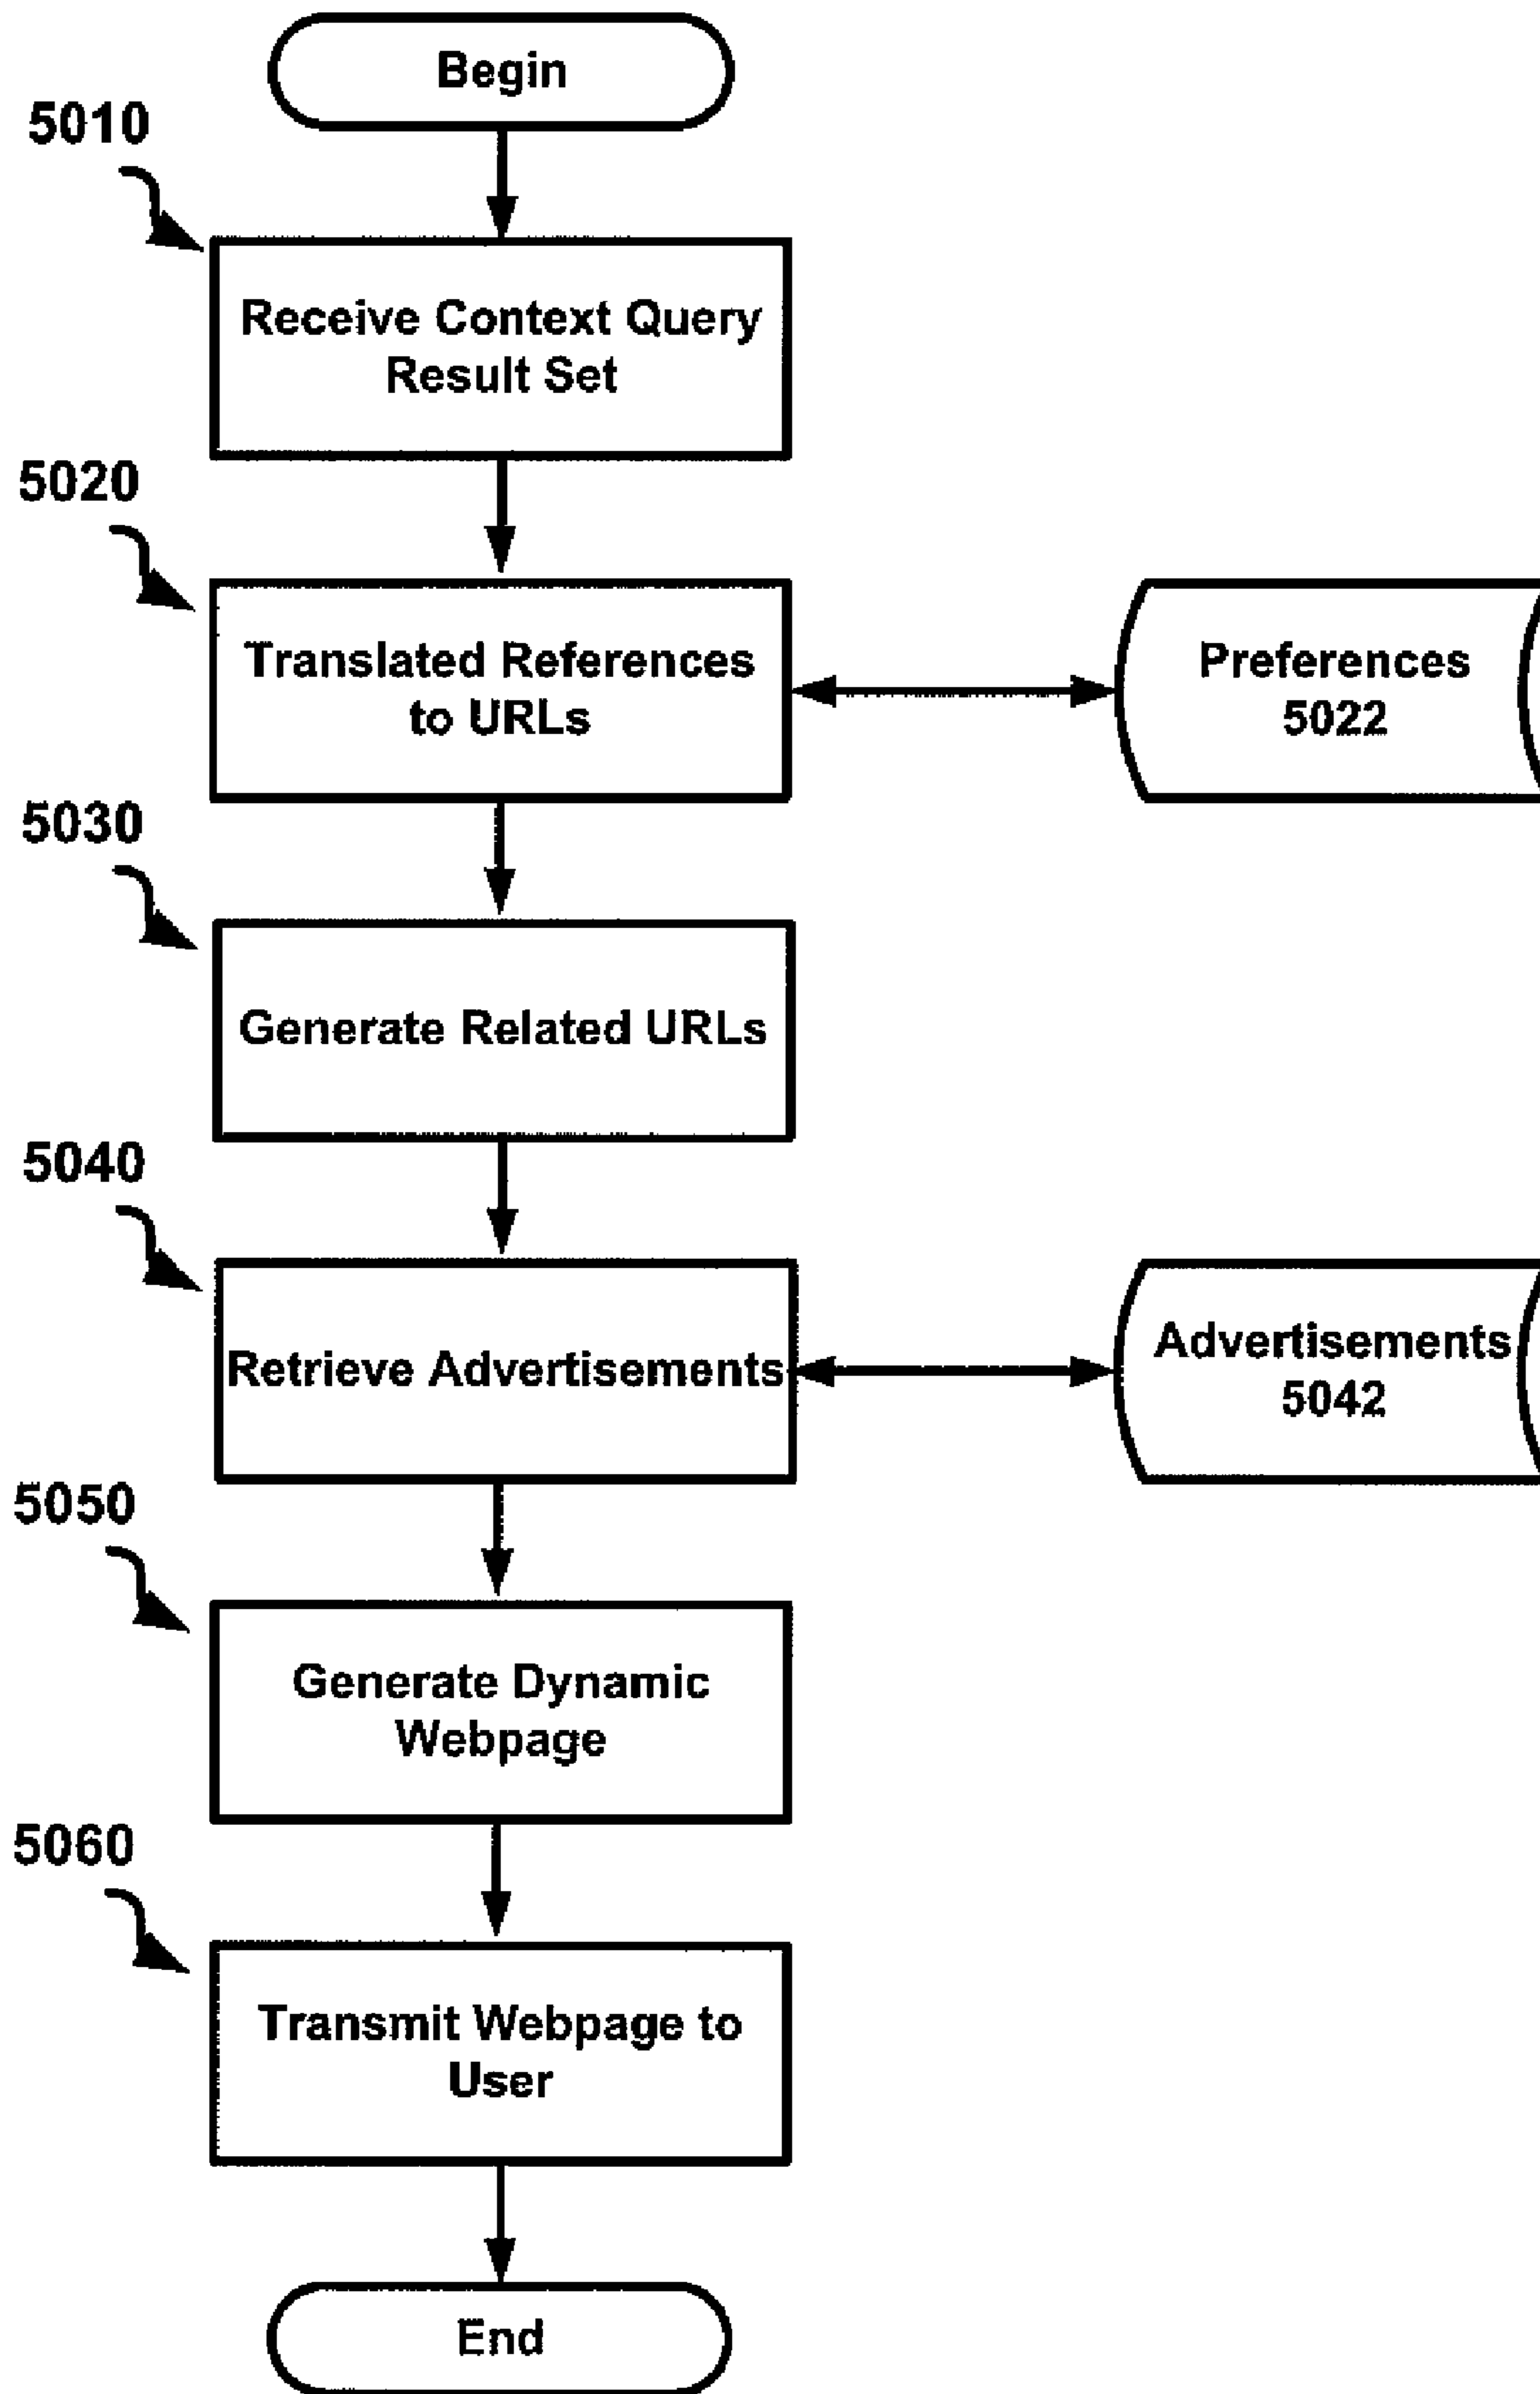 Begin
5010
Receive Context Query
Result Set
5020
Translated References
to URLs
Preferences
5022
5030
Generate Related URLs
5040
Retrieve Advertisements
Advertisements
5042
5050
Generate Dynamic
Webpage
5060
Transmit Webpage to
User
End